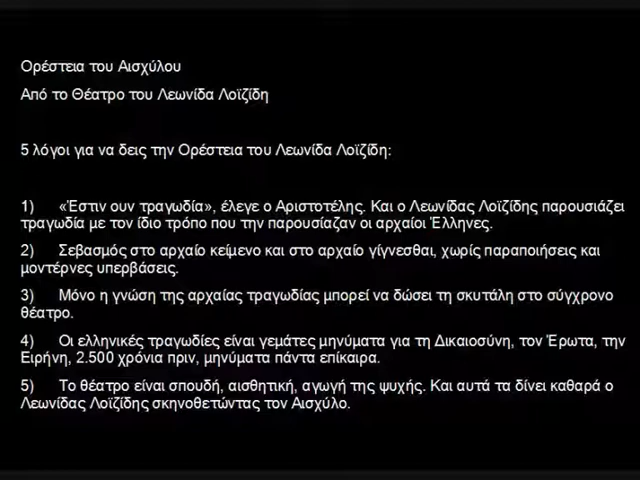 Ορέστεια του Αισχύλου
Από το Θέατρο του Λεωνίδα Λοϊζίδη
5 λόγοι για να δεις την Ορέστεια του Λεωνίδα Λοϊζίδη:
1) «Έστιν ουν τραγωδία», έλεγε ο Αριστοτέλης. Και ο Λεωνίδας Λοϊζίδης παρουσιάζει
τραγωδία με τον ίδιο τρόπο που την παρουσίαζαν οι αρχαίοι Έλληνες.
2) Σεβασμός στο αρχαίο κείμενο και στο αρχαίο γίγνεσθαι, χωρίς παραποιήσεις και
μοντέρνες υπερβάσεις.
3) Μόνο η γνώση της αρχαίας τραγωδίας μπορεί να δώσει τη σκυτάλη στο σύγχρονο
θέατρο.
4) Οι ελληνικές τραγωδίες είναι γεμάτες μηνύματα για τη Δικαιοσύνη, τον Έρωτα, την
Ειρήνη, 2.500 χρόνια πριν, μηνύματα πάντα επίκαιρα.
5) Το θέατρο είναι σπουδή, αισθητική, αγωγή της ψυχής. Και αυτά τα δίνει καθαρά ο
Λεωνίδας Λοϊζίδης σκηνοθετώντας τον Αισχύλο.